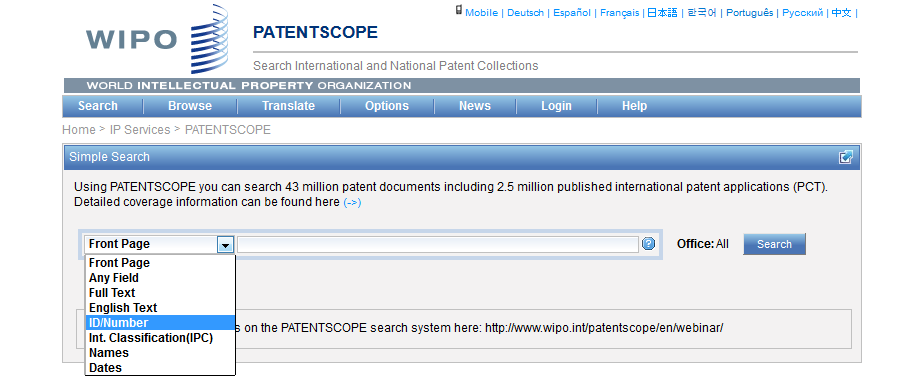 Mobile | Deutsch | Español | Français | 日本語 | 한국어 | Português | Русский | 中文 |
WIPO
PATENTSCOPE
Search International and National Patent Collections
WORLD INTELLECTUAL PROPERTY ORGANIZATION
Search Browse Translate Options News Login Help
Home > IP Services > PATENTSCOPE
Simple Search
Using PATENTSCOPE you can search 43 million patent documents including 2.5 million published international patent applications (PCT).
Detailed coverage information can be found here (->)
Front Page ? Office: All Search
Front Page
Any Field
Full Text
English Text
ID/Number
s on the PATENTSCOPE search system here: http://www.wipo.int/patentscope/en/webinar/
Int. Classification(IPC)
Names
Dates